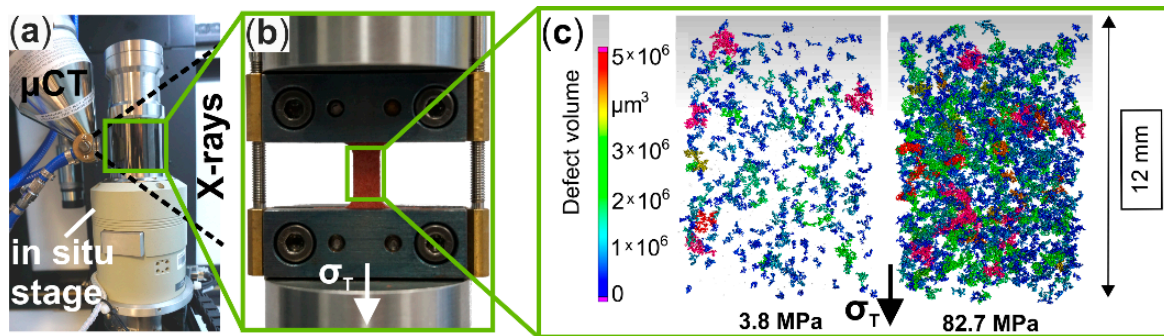 (a)
μCT
X-rays
in situ
stage
(b)
σT
(c)
Defect volume
5×10⁶
μm³
4×10⁶
3×10⁶
2×10⁶
1×10⁶
0
3.8 MPa
σT
82.7 MPa
12 mm